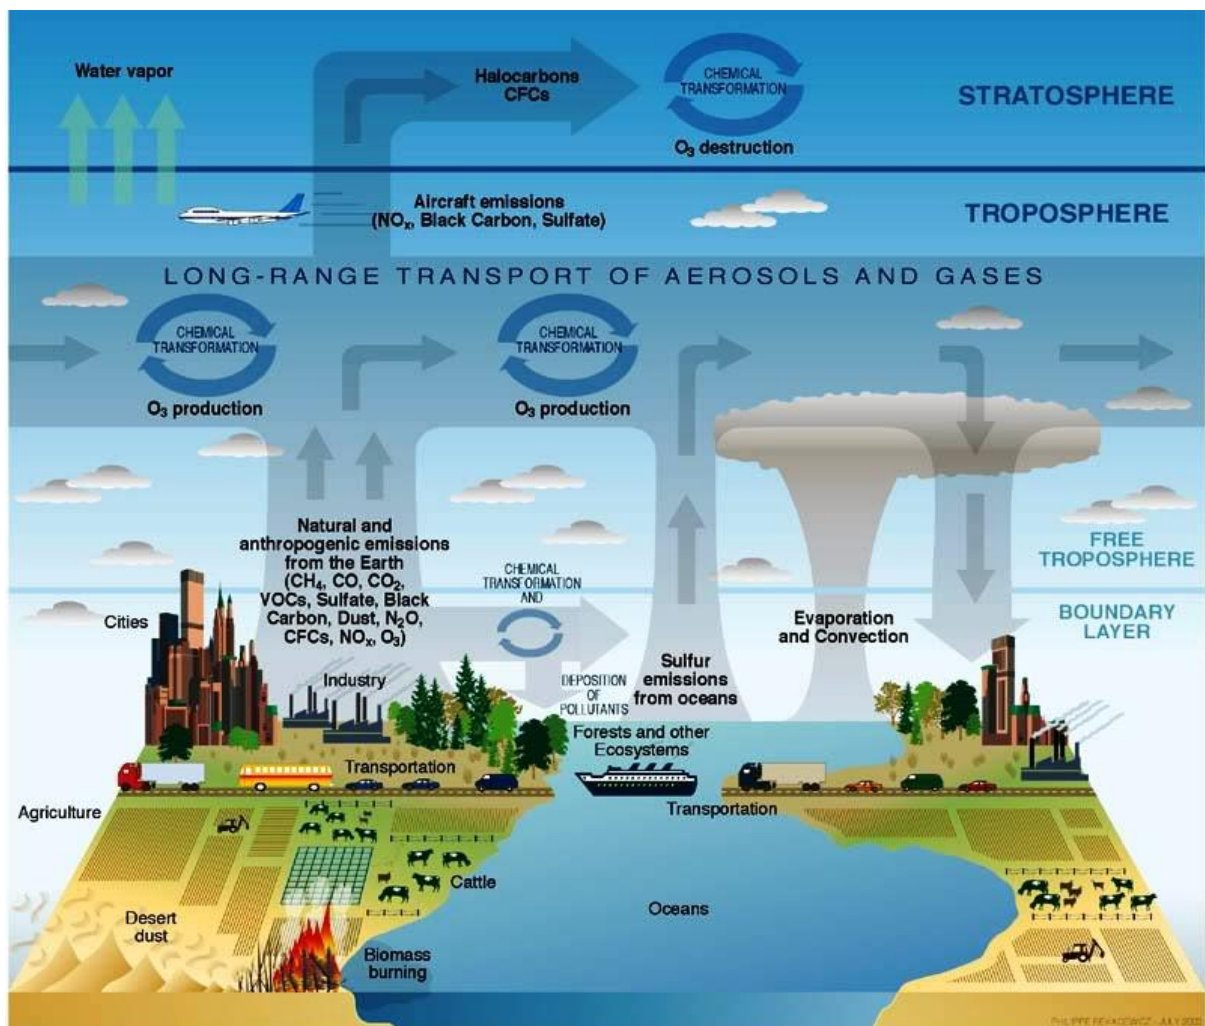 Water vapor
Halocarbons
CFCs
CHEMICAL
TRANSFORMATION
O₃ destruction
STRATOSPHERE
Aircraft emissions
(NOₓ, Black Carbon, Sulfate)
TROPOSPHERE
LONG-RANGE TRANSPORT OF AEROSOLS AND GASES
CHEMICAL
TRANSFORMATION
O₃ production
CHEMICAL
TRANSFORMATION
O₃ production
Natural and
anthropogenic emissions
from the Earth
(CH₄, CO, CO₂,
VOCs, Sulfate, Black
Carbon, Dust, N₂O,
CFCs, NOₓ, O₃)
CHEMICAL
TRANSFORMATION
AND
DEPOSITION
OF
POLLUTANTS
FREE
TROPOSPHERE
BOUNDARY
LAYER
Cities
Industry
Sulfur
emissions
from oceans
Evaporation
and Convection
Forests and other
Ecosystems
Transportation
Transportation
Agriculture
Cattle
Oceans
Desert
dust
Biomass
burning
PHILIPPE REKACEWICZ - JULY 2003